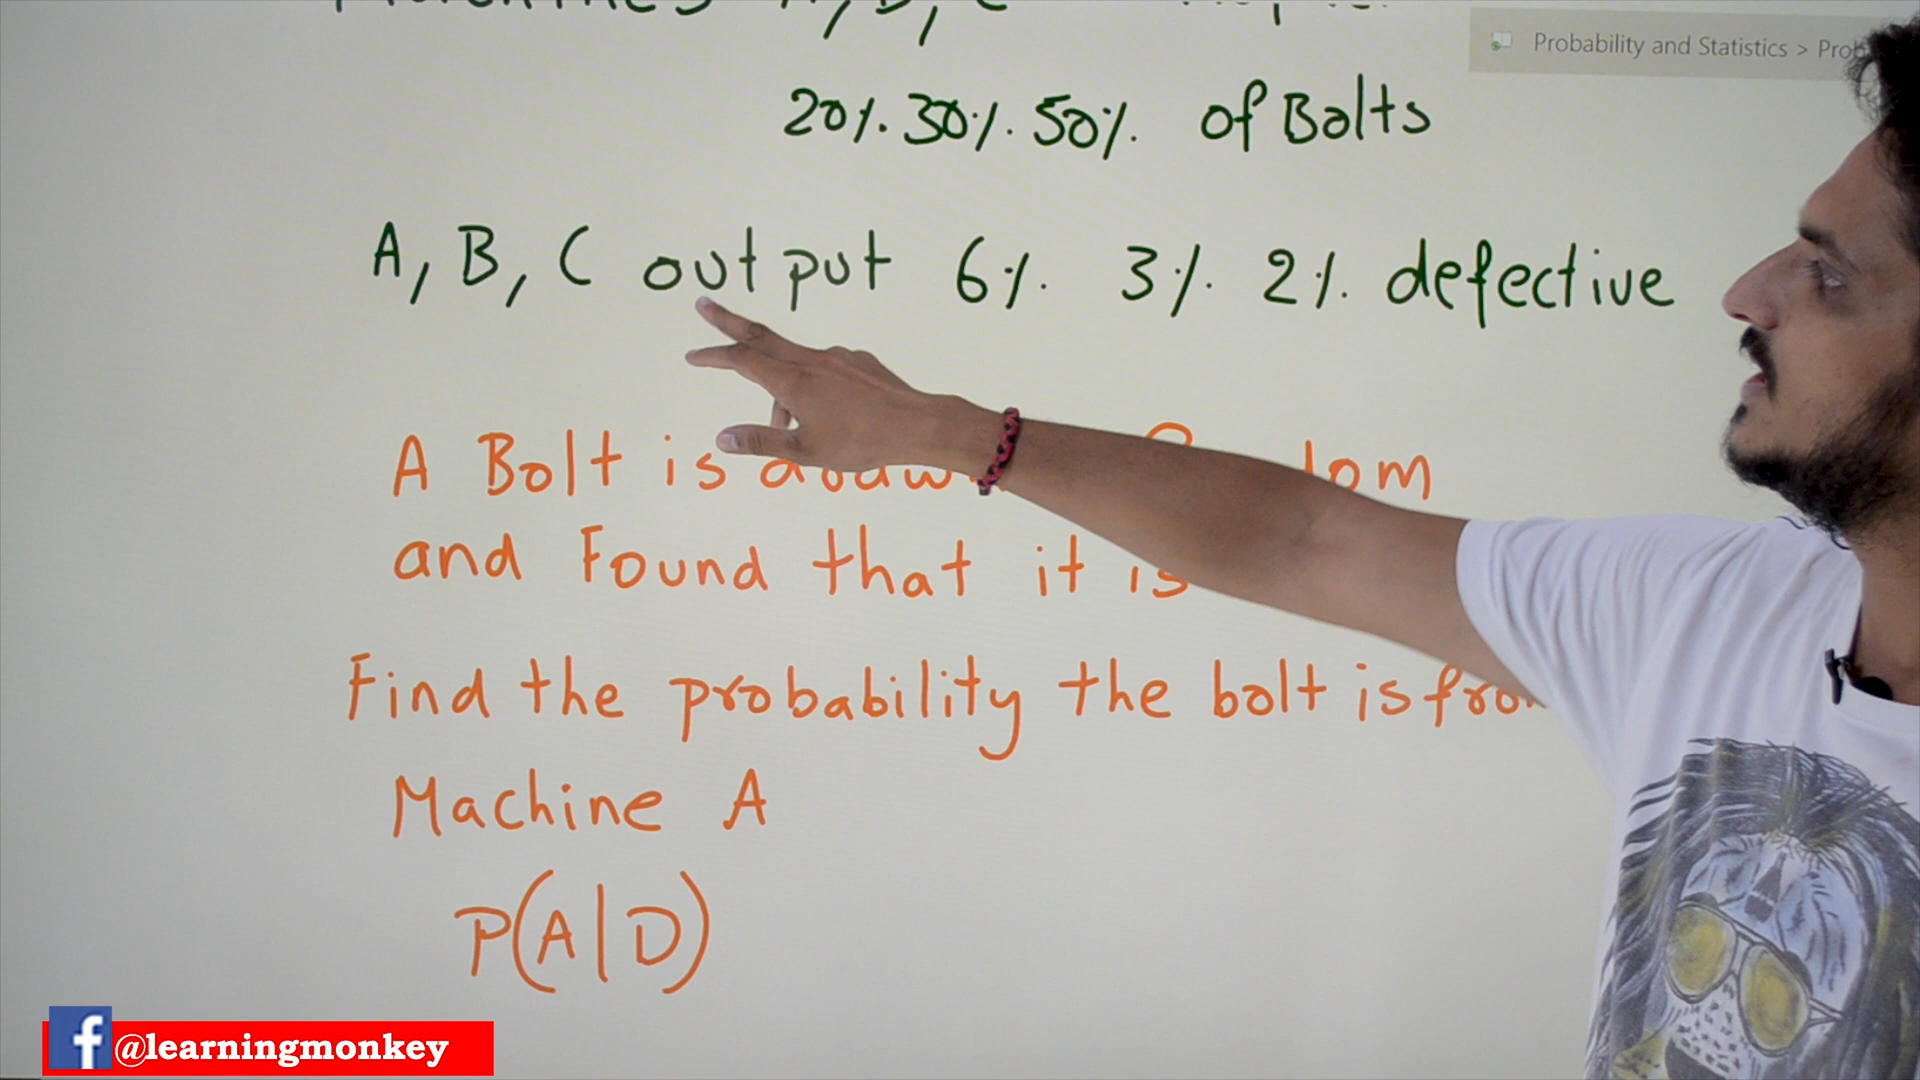 A, B, C
Probability and Statistics >
20%. 30%. 50%. of Bolts
A, B, C output 6%. 3%. 2%. defective
A Bolt is
and Found that it is
Find the probability the bolt is from
Machine A
P(A|D)
@learningmonkey